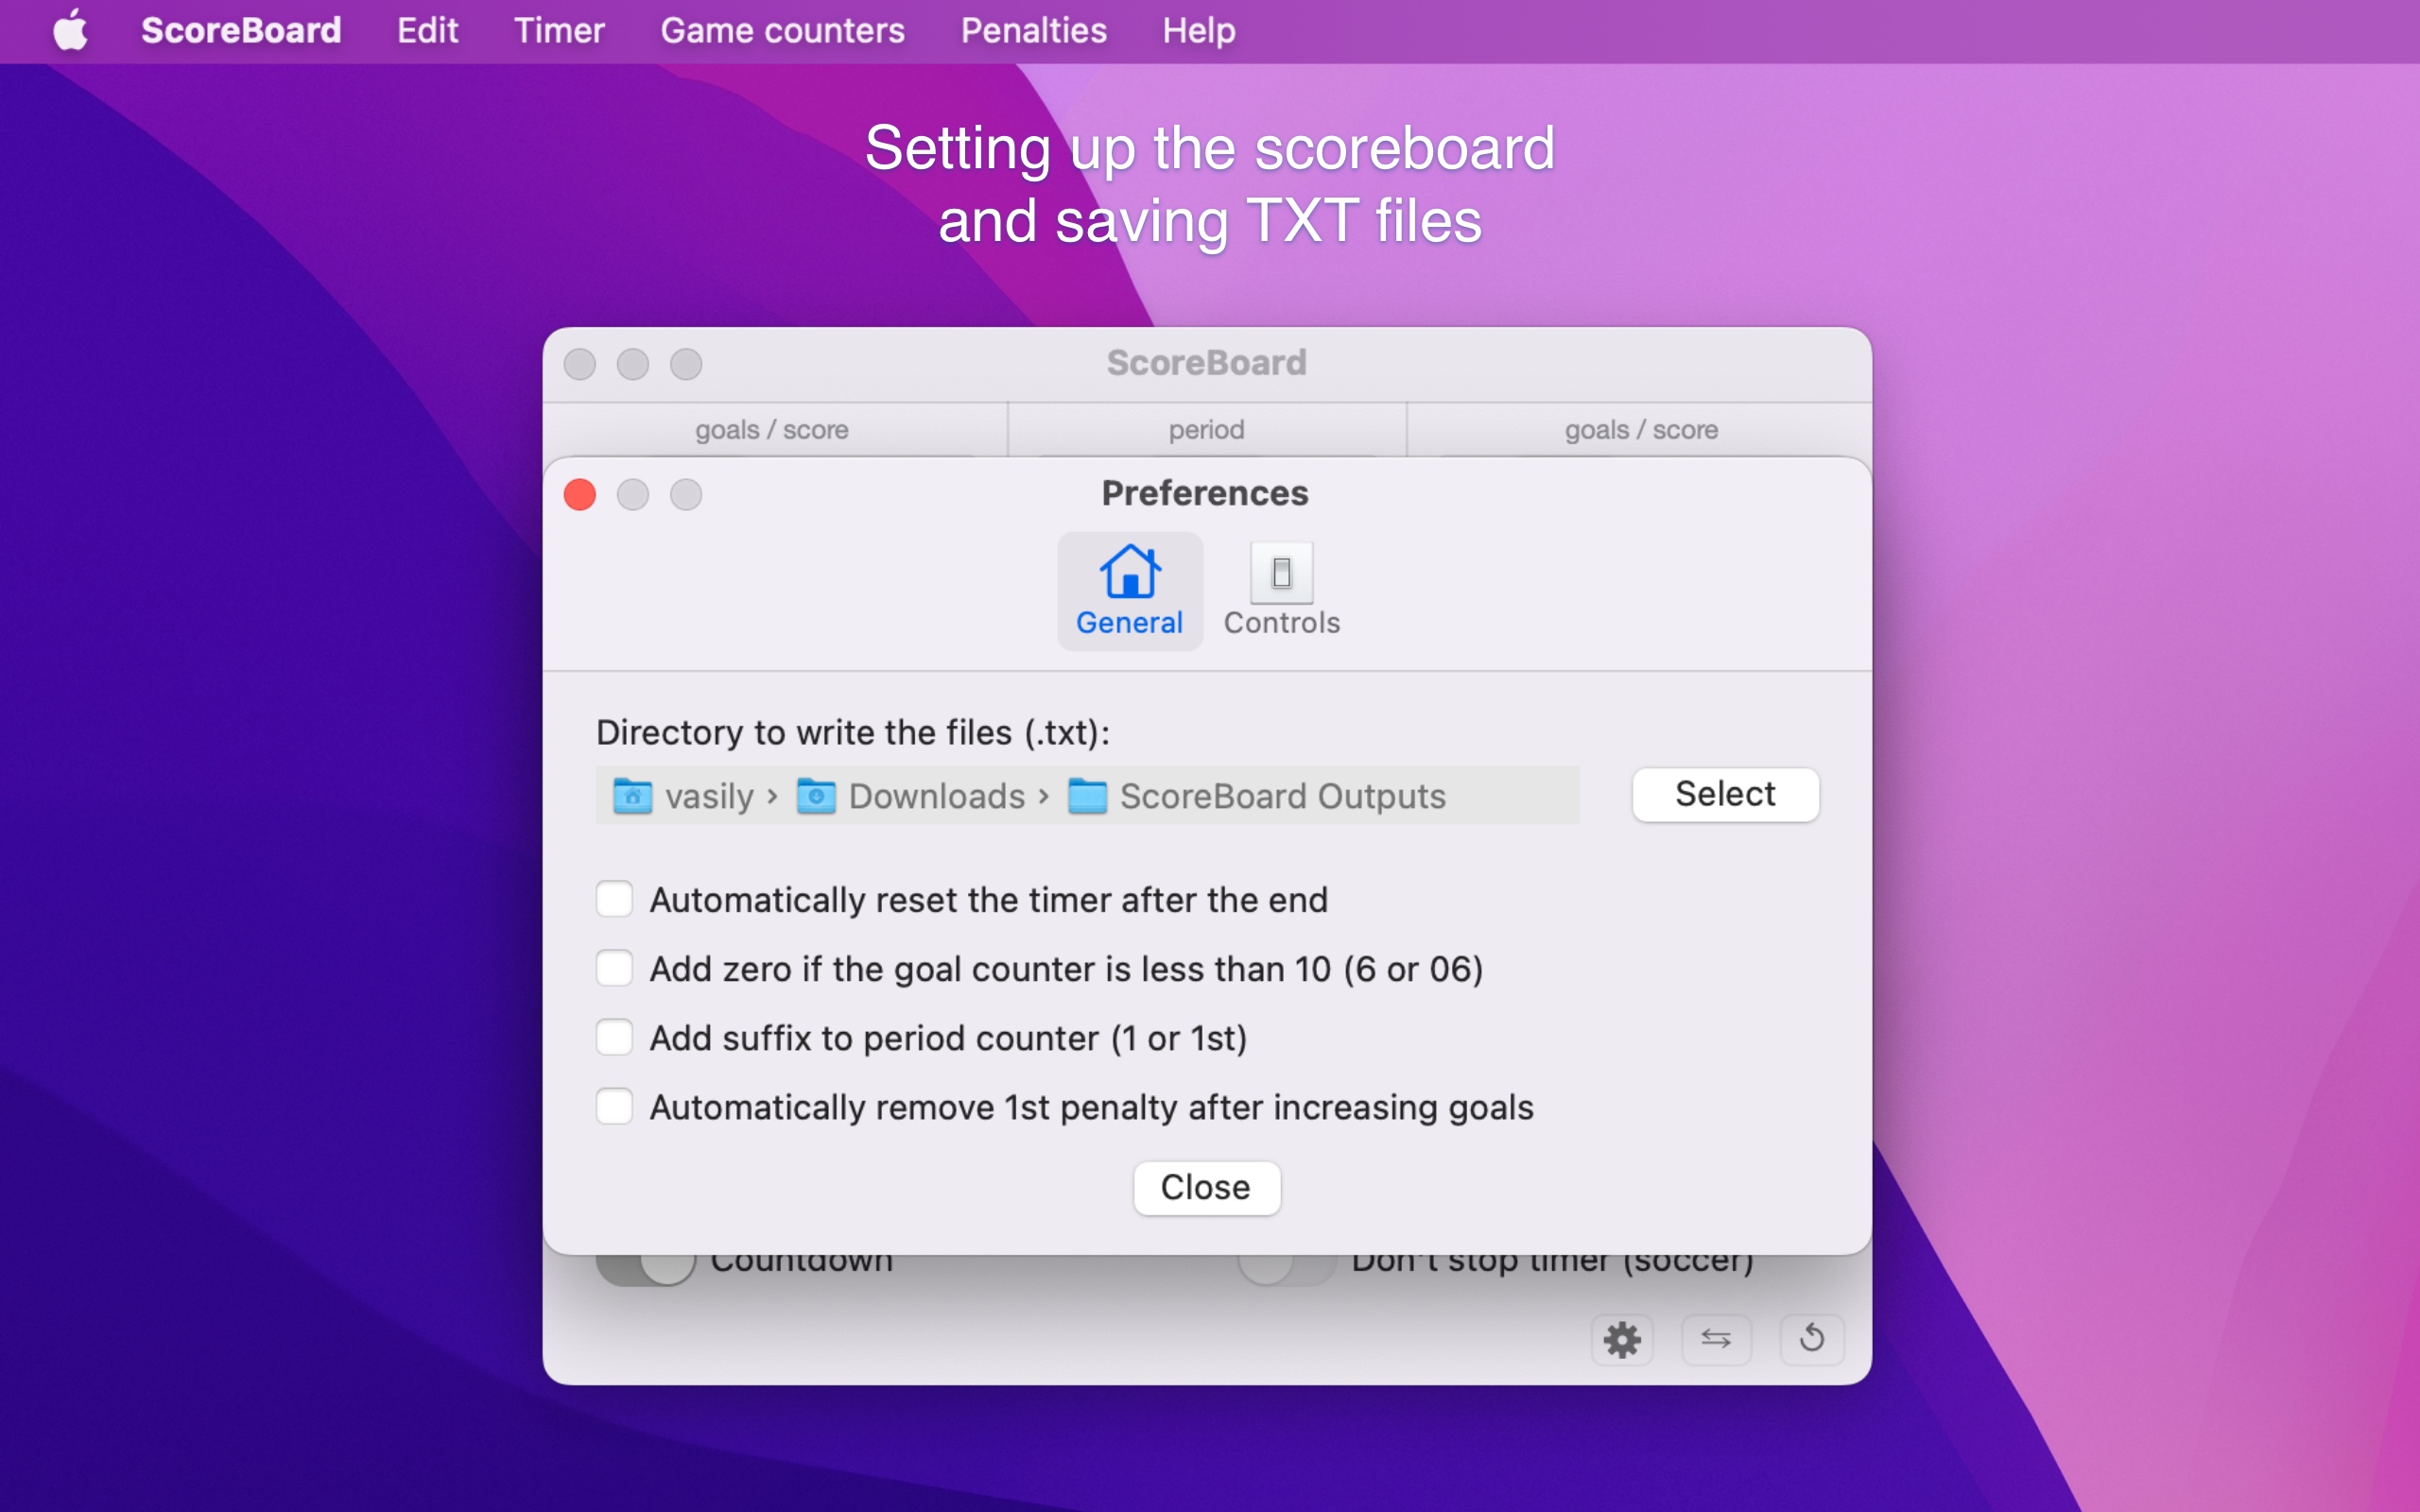 ScoreBoard Edit Timer Game counters Penalties Help
Setting up the scoreboard
and saving TXT files
ScoreBoard
goals / score period goals / score
Preferences
General Controls
Directory to write the files (.txt):
vasily › Downloads › ScoreBoard Outputs Select
Automatically reset the timer after the end
Add zero if the goal counter is less than 10 (6 or 06)
Add suffix to period counter (1 or 1st)
Automatically remove 1st penalty after increasing goals
Close
Countdown Don't stop timer (soccer)